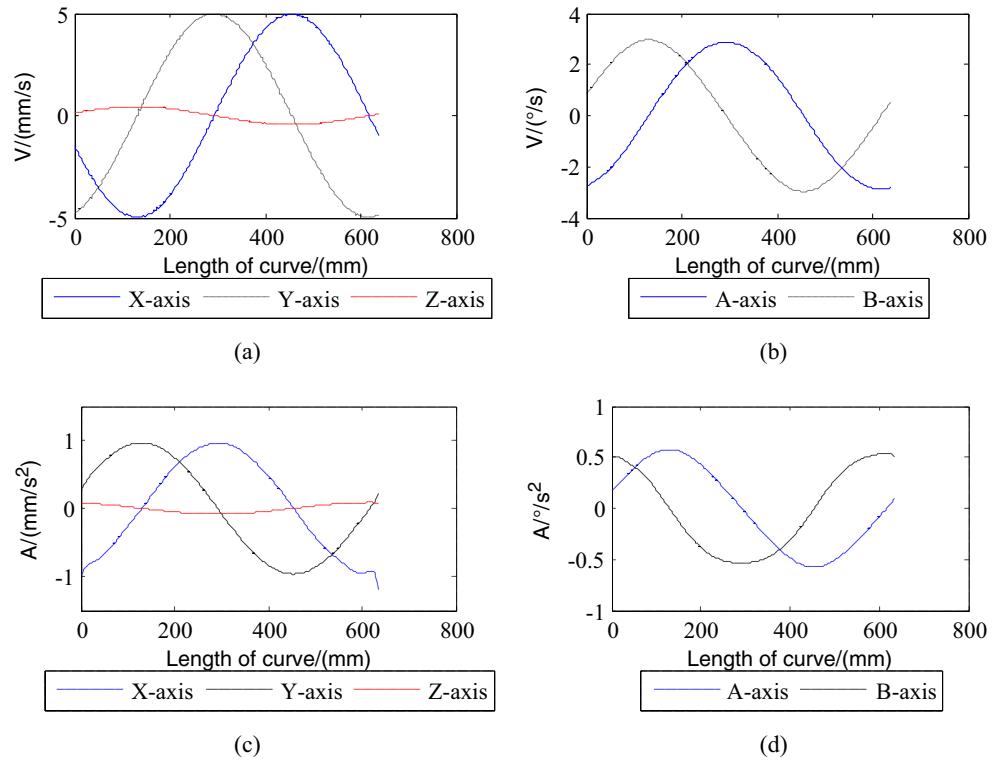 5
0
-5
V/(mm/s)
0 200 400 600 800
Length of curve/(mm)
X-axis Y-axis Z-axis
(a)
4
2
0
-2
-4
V/(°/s)
0 200 400 600 800
Length of curve/(mm)
A-axis B-axis
(b)
1
0
-1
A/(mm/s²)
0 200 400 600 800
Length of curve/(mm)
X-axis Y-axis Z-axis
(c)
1
0.5
0
-0.5
-1
A/°/s²
0 200 400 600 800
Length of curve/(mm)
A-axis B-axis
(d)